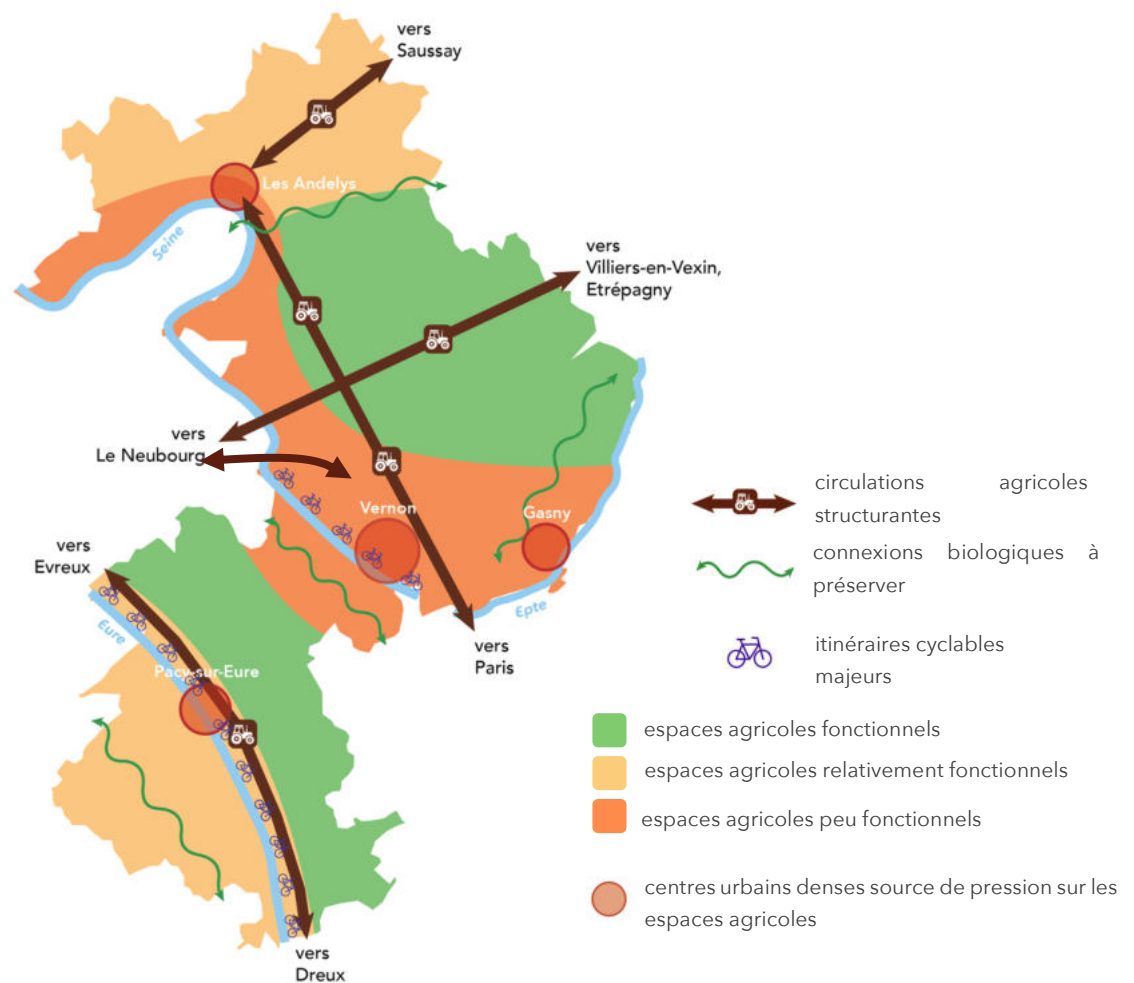 vers
Saussay
Les Andelys
Seine
vers
Villiers-en-Vexin,
Etrépagny
vers
Le Neubourg
Vernon
Gasny
vers
Evreux
Epte
Eure
vers
Paris
Pacy-sur-Eure
vers
Dreux
circulations agricoles
structurantes
connexions biologiques à
préserver
itinéraires cyclables
majeurs
espaces agricoles fonctionnels
espaces agricoles relativement fonctionnels
espaces agricoles peu fonctionnels
centres urbains denses source de pression sur les
espaces agricoles